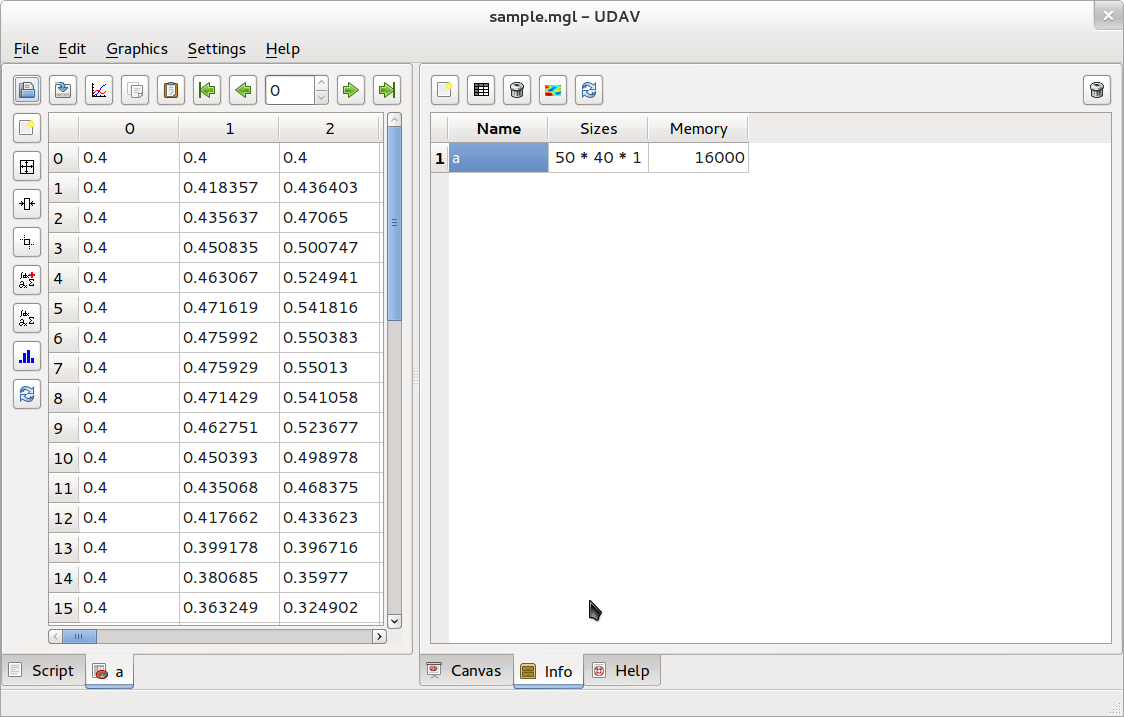 sample.mgl – UDAV
File Edit Graphics Settings Help
0
0 1 2
0 0.4 0.4 0.4
1 0.4 0.418357 0.436403
2 0.4 0.435637 0.47065
3 0.4 0.450835 0.500747
4 0.4 0.463067 0.524941
5 0.4 0.471619 0.541816
6 0.4 0.475992 0.550383
7 0.4 0.475929 0.55013
8 0.4 0.471429 0.541058
9 0.4 0.462751 0.523677
10 0.4 0.450393 0.498978
11 0.4 0.435068 0.468375
12 0.4 0.417662 0.433623
13 0.4 0.399178 0.396716
14 0.4 0.380685 0.35977
15 0.4 0.363249 0.324902
Script a
Name Sizes Memory
1 a 50 * 40 * 1 16000
Canvas Info Help